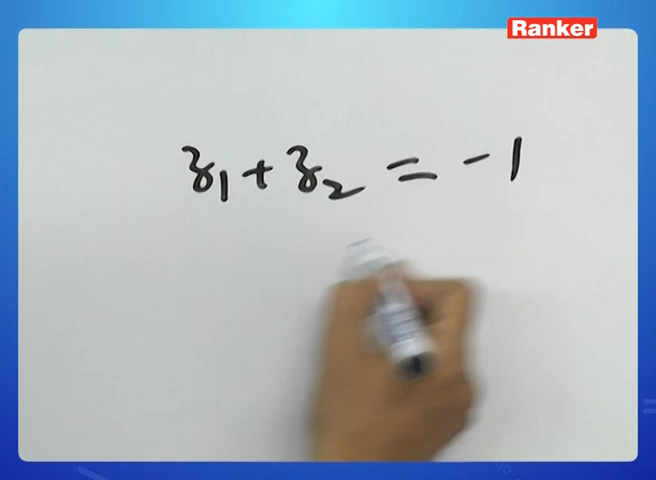 Ranker
z₁ + z₂ = -1